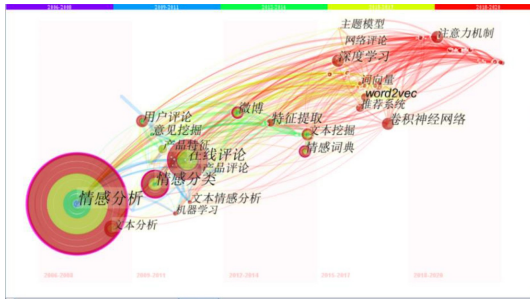 2006-2008 2009-2011 2012-2014 2018-2020
主题模型
注意力机制
网络评论
深度学习
词向量
word2vec
推荐系统
微博
用户评论
特征提取
卷积神经网络
意见挖掘
文本挖掘
产品特征
在线评论
情感词典
产品评论
情感分类
情感分析
文本情感分析
机器学习
文本分析
2006-2008 2009-2011 2012-2014 2015-2017 2018-2020